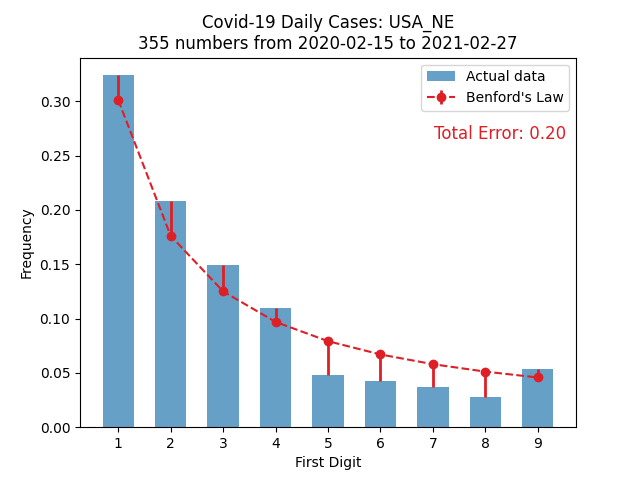 Covid-19 Daily Cases: USA_NE
355 numbers from 2020-02-15 to 2021-02-27
Actual data
Benford's Law
Total Error: 0.20
Frequency
0.30
0.25
0.20
0.15
0.10
0.05
0.00
1 2 3 4 5 6 7 8 9
First Digit